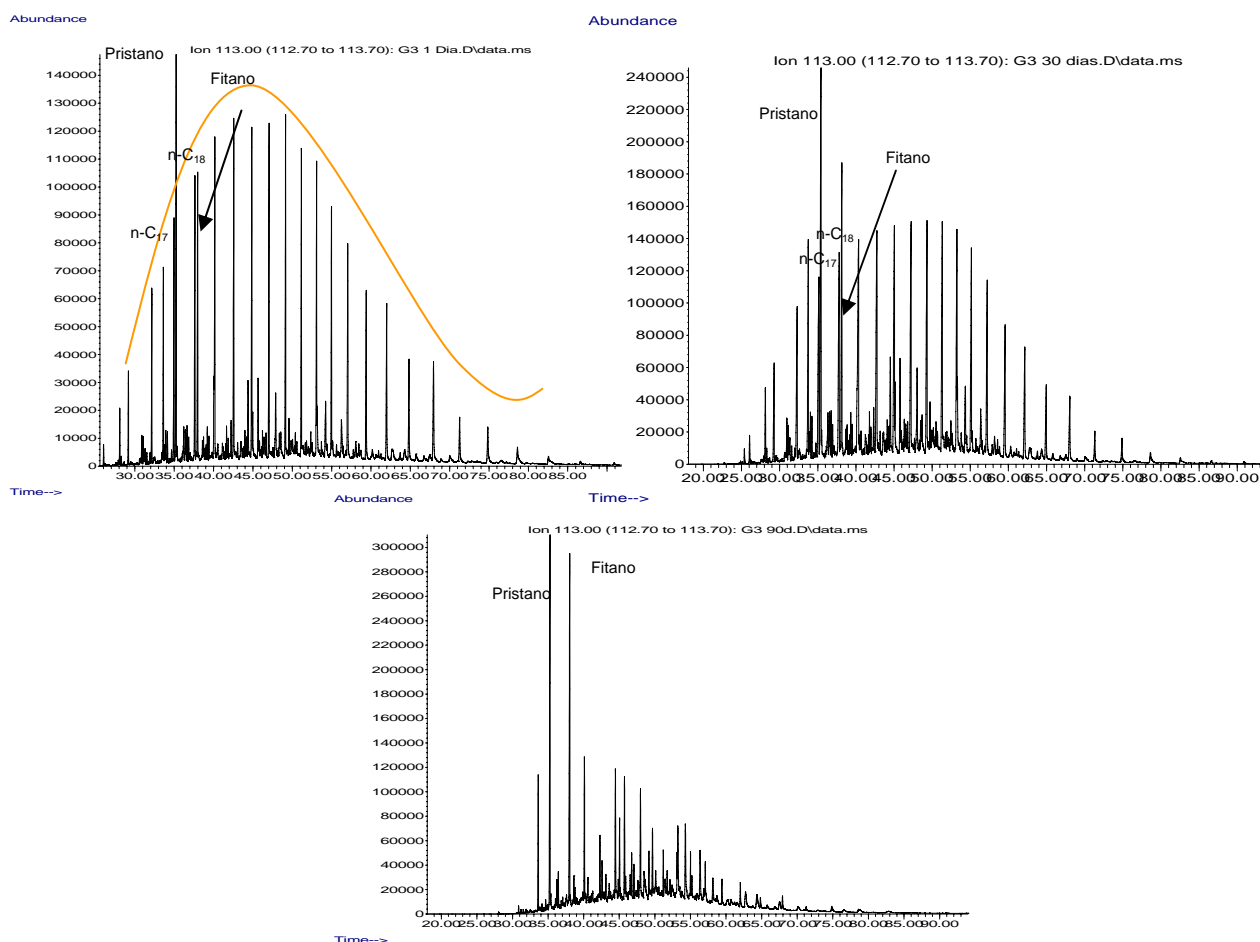 Abundance
Ion 113.00 (112.70 to 113.70): G3 1 Dia.D\data.ms
Pristano
Fitano
n-C₁₈
n-C₁₇
140000
130000
120000
110000
100000
90000
80000
70000
60000
50000
40000
30000
20000
10000
0
30.00 35.00 40.00 45.00 50.00 55.00 60.00 65.00 70.00 75.00 80.00 85.00
Time-->
Abundance
Ion 113.00 (112.70 to 113.70): G3 30 dias.D\data.ms
Pristano
Fitano
n-C₁₈
n-C₁₇
240000
220000
200000
180000
160000
140000
120000
100000
80000
60000
40000
20000
0
20.00 25.00 30.00 35.00 40.00 45.00 50.00 55.00 60.00 65.00 70.00 75.00 80.00 85.00 90.00
Time-->
Abundance
Ion 113.00 (112.70 to 113.70): G3 90d.D\data.ms
Fitano
Pristano
300000
280000
260000
240000
220000
200000
180000
160000
140000
120000
100000
80000
60000
40000
20000
0
20.00 25.00 30.00 35.00 40.00 45.00 50.00 55.00 60.00 65.00 70.00 75.00 80.00 85.00 90.00
Time-->